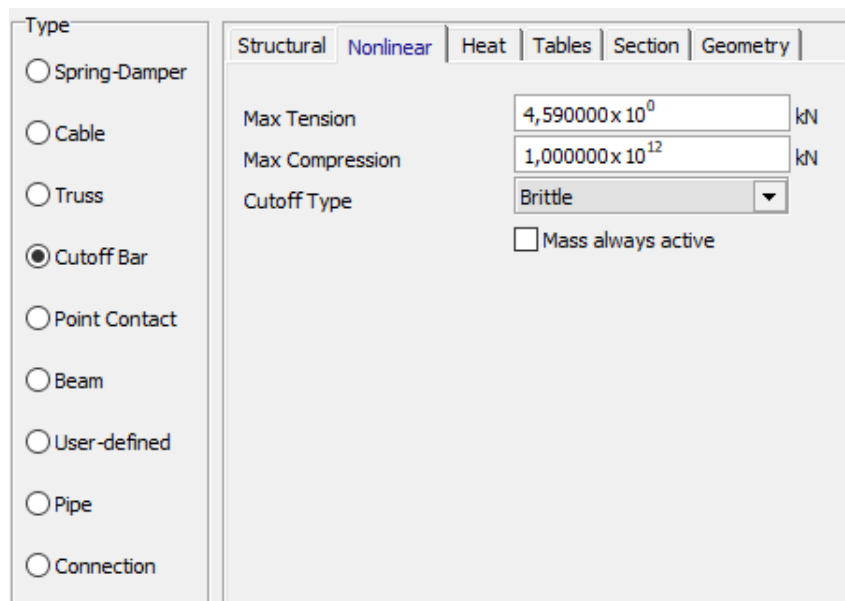 Type
Spring-Damper
Cable
Truss
Cutoff Bar
Point Contact
Beam
User-defined
Pipe
Connection
Structural Nonlinear Heat Tables Section Geometry
Max Tension 4,590000 x 10⁰ kN
Max Compression 1,000000 x 10¹² kN
Cutoff Type Brittle
Mass always active